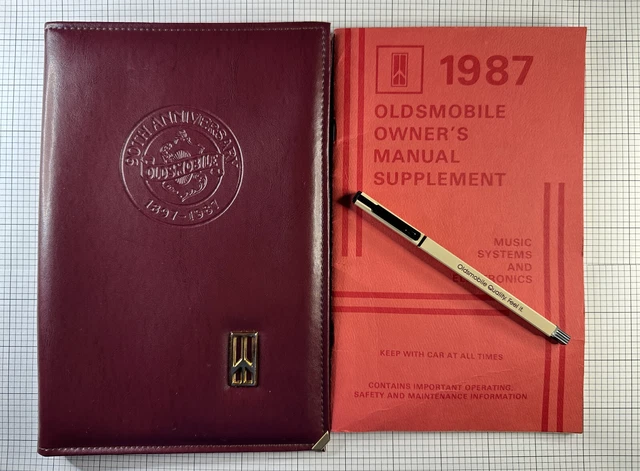 90TH ANNIVERSARY
OLDSMOBILE
1897-1987
1987
OLDSMOBILE
OWNER'S
MANUAL
SUPPLEMENT
MUSIC
SYSTEMS
AND
Oldsmobile Quality. Feel it.
KEEP WITH CAR AT ALL TIMES
CONTAINS IMPORTANT OPERATING,
SAFETY AND MAINTENANCE INFORMATION